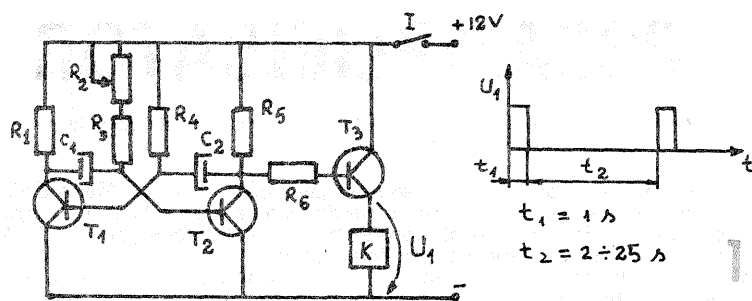 I
+12V
R2
R1
C1
R3
R4
C2
R5
T3
R6
T1
T2
K
U1
-
U1
t1
t2
t
t1 = 1 s
t2 = 2 ÷ 25 s